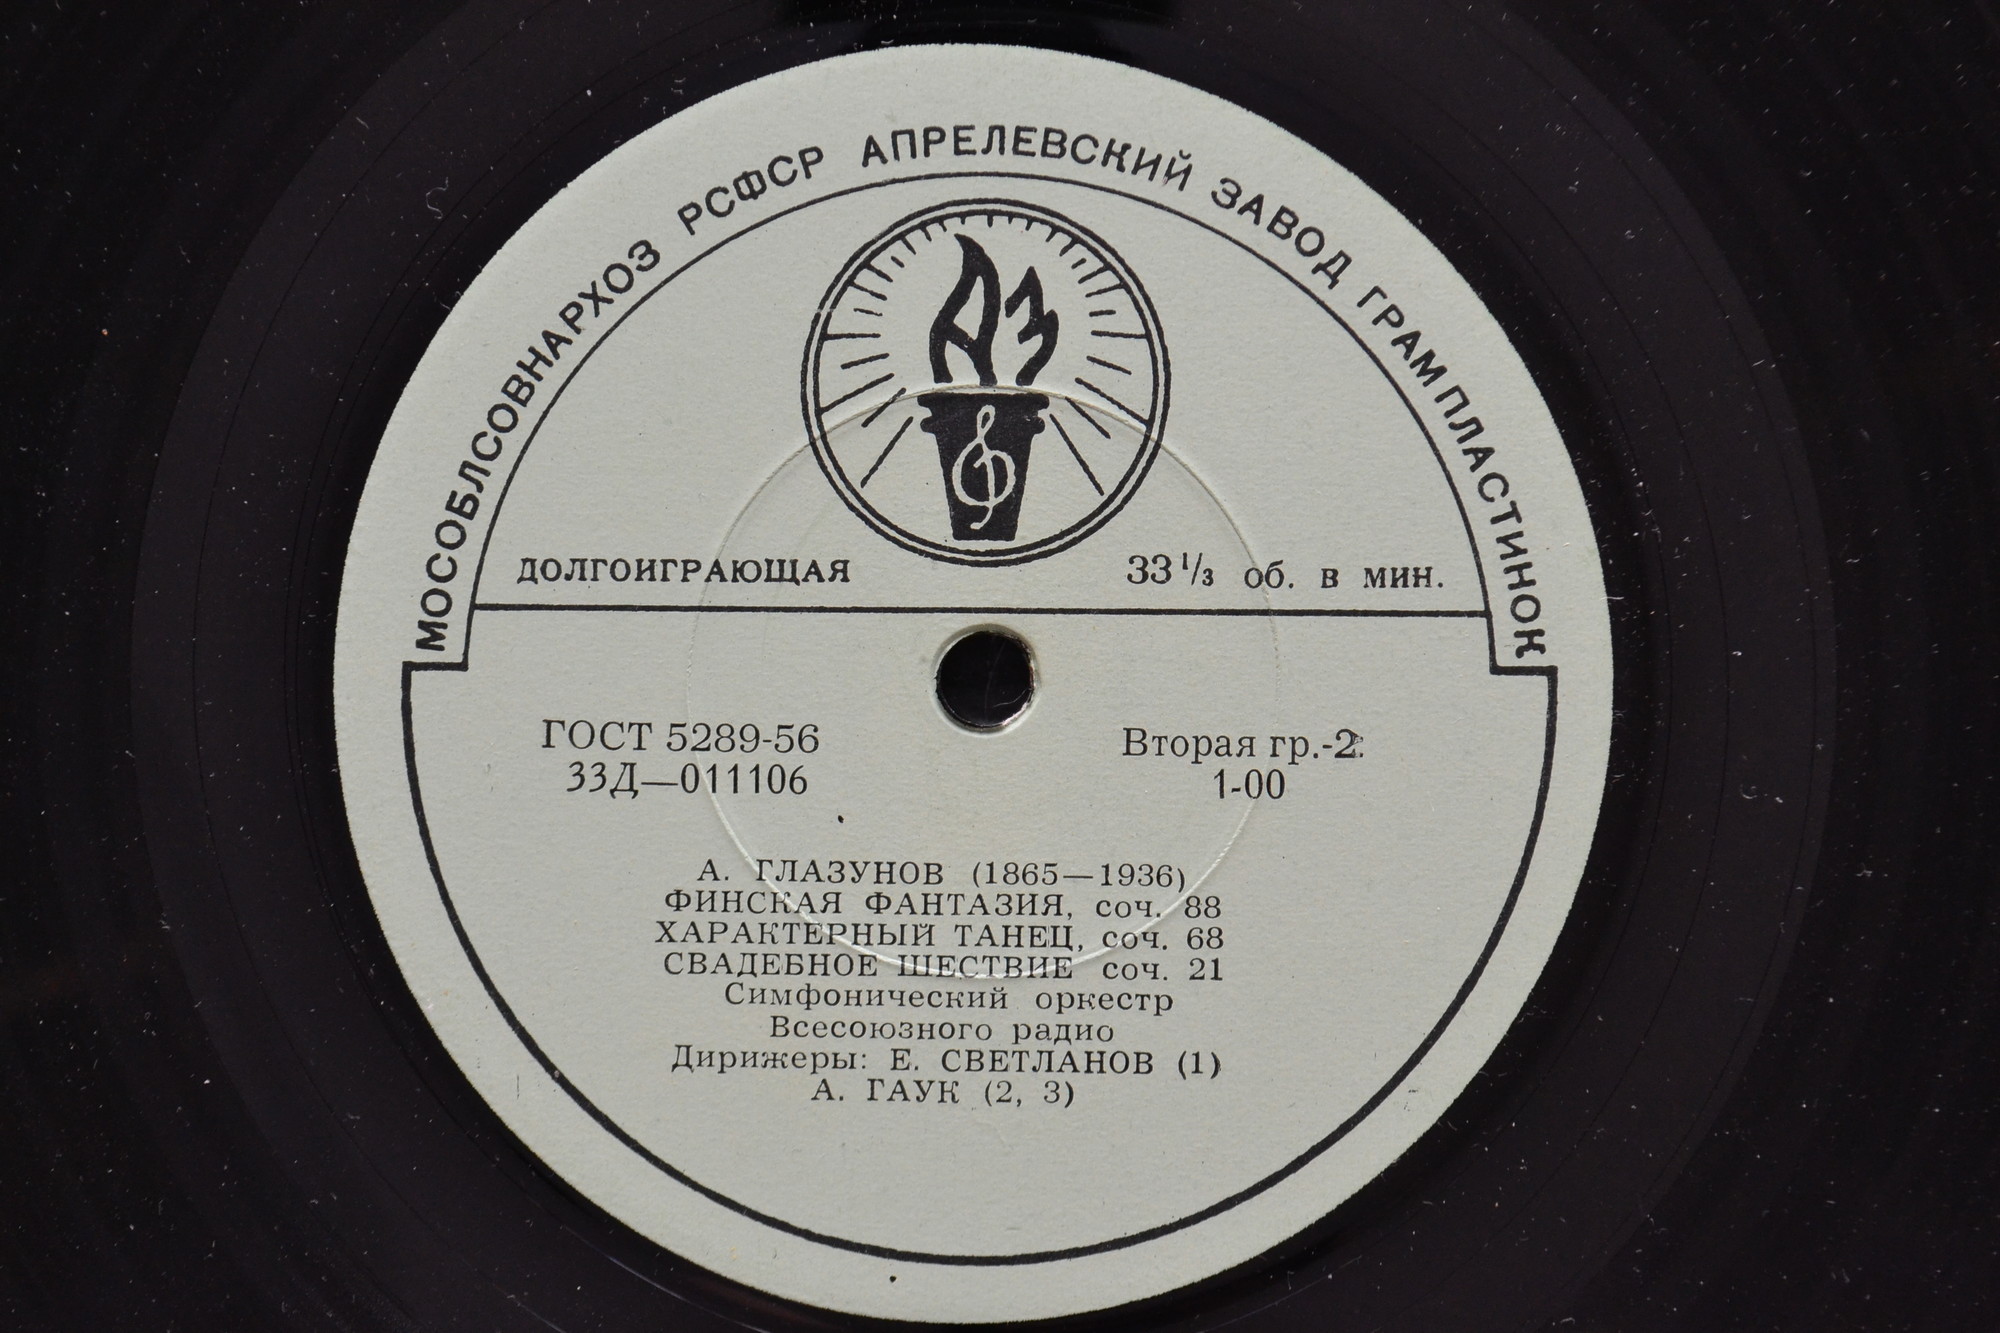 МОСОБЛСОВНАРХОЗ РСФСР АПРЕЛЕВСКИЙ ЗАВОД ГРАМПЛАСТИНОК
АЗ
ДОЛГОИГРАЮЩАЯ 33 1/3 об. в мин.
ГОСТ 5289-56 Вторая гр.-2
33Д—011106 1-00
А. ГЛАЗУНОВ (1865—1936)
ФИНСКАЯ ФАНТАЗИЯ, соч. 88
ХАРАКТЕРНЫЙ ТАНЕЦ, соч. 68
СВАДЕБНОЕ ШЕСТВИЕ соч. 21
Симфонический оркестр
Всесоюзного радио
Дирижеры: Е. СВЕТЛАНОВ (1)
А. ГАУК (2, 3)